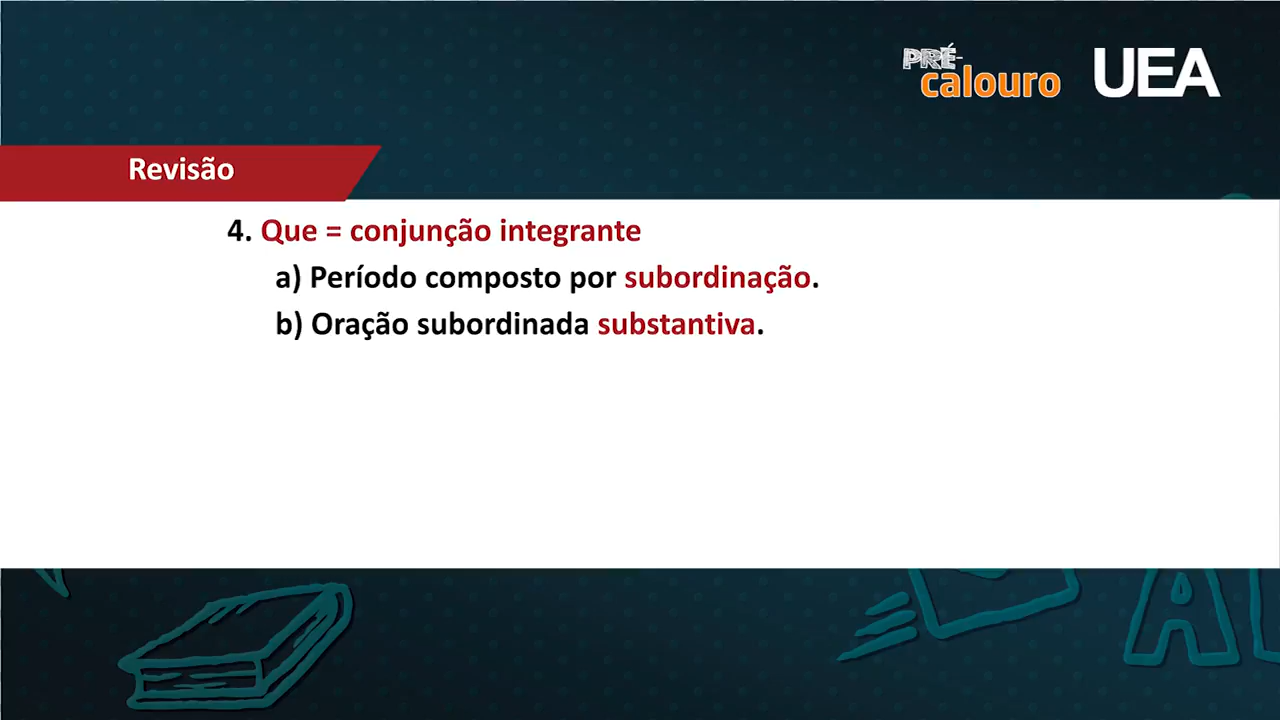 PRÉ-
calouro
UEA
Revisão
4. Que = conjunção integrante
a) Período composto por subordinação.
b) Oração subordinada substantiva.
A